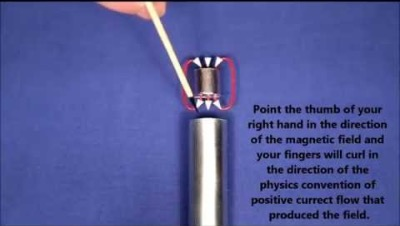 Point the thumb of your
right hand in the direction
of the magnetic field and
your fingers will curl in
the direction of the
physics convention of
positive currect flow that
produced the field.